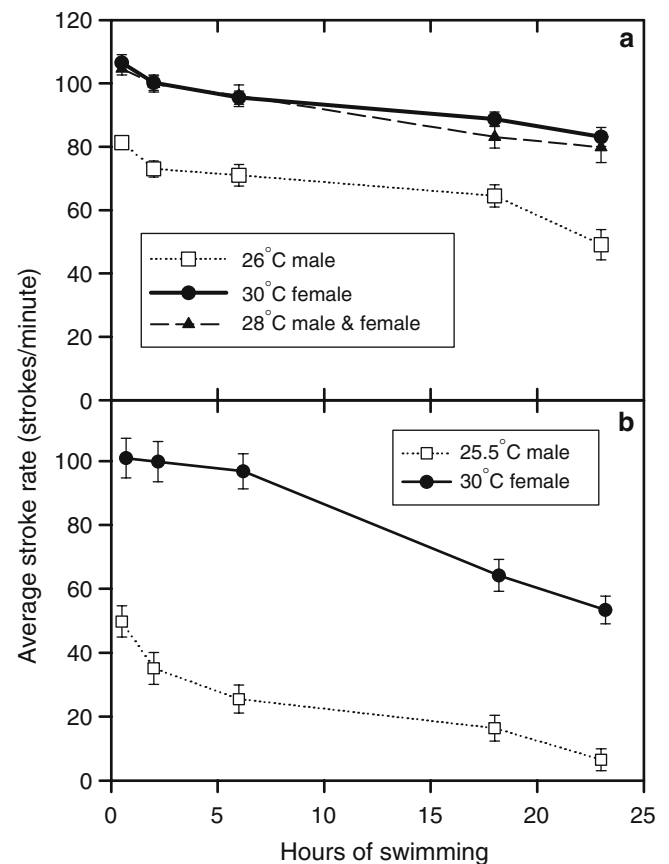 120
a
100
80
60
40
20
0
26°C male
30°C female
28°C male & female
Average stroke rate (strokes/minute)
0
b
100
80
60
40
20
0
25.5°C male
30°C female
0 5 10 15 20 25
Hours of swimming